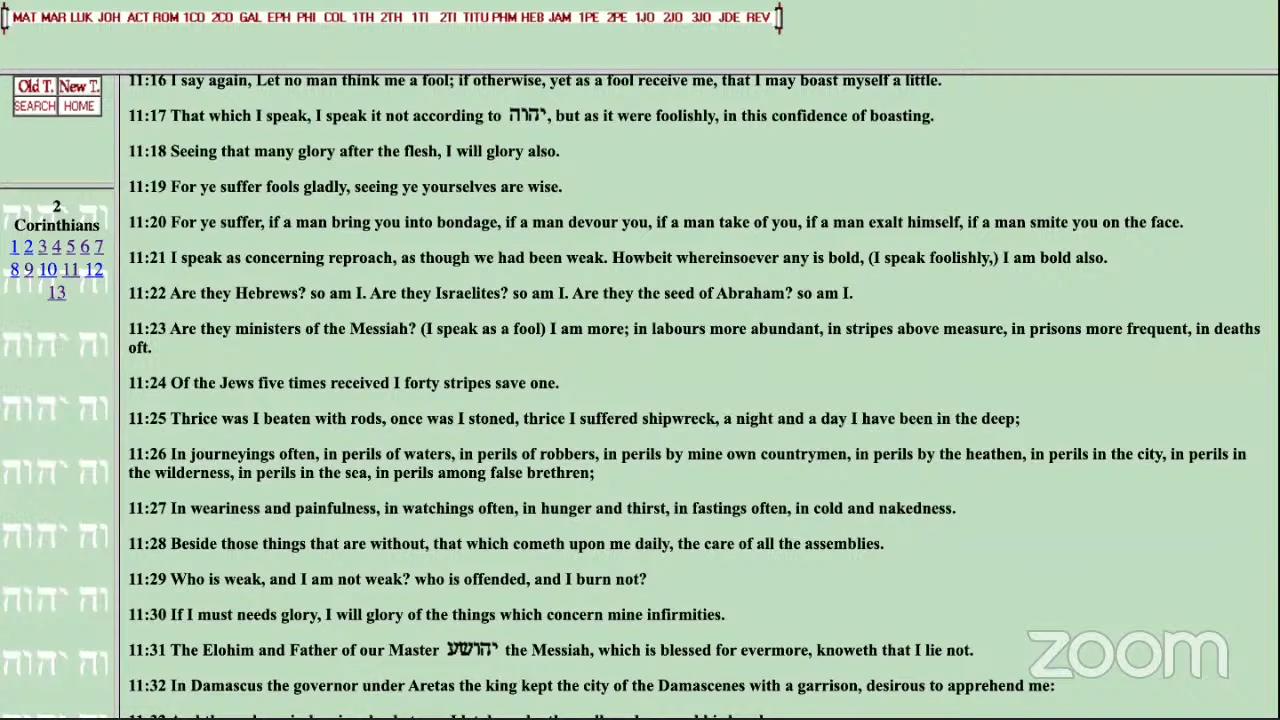 MAT MAR LUK JOH ACT ROM 1CO 2CO GAL EPH PHI COL 1TH 2TH 1TI 2TI TITU PHM HEB JAM 1PE 2PE 1JO 2JO 3JO JDE REV
Old T. New T.
SEARCH HOME
2
Corinthians
1 2 3 4 5 6 7
8 9 10 11 12
13
11:16 I say again, Let no man think me a fool; if otherwise, yet as a fool receive me, that I may boast myself a little.
11:17 That which I speak, I speak it not according to יהוה, but as it were foolishly, in this confidence of boasting.
11:18 Seeing that many glory after the flesh, I will glory also.
11:19 For ye suffer fools gladly, seeing ye yourselves are wise.
11:20 For ye suffer, if a man bring you into bondage, if a man devour you, if a man take of you, if a man exalt himself, if a man smite you on the face.
11:21 I speak as concerning reproach, as though we had been weak. Howbeit whereinsoever any is bold, (I speak foolishly,) I am bold also.
11:22 Are they Hebrews? so am I. Are they Israelites? so am I. Are they the seed of Abraham? so am I.
11:23 Are they ministers of the Messiah? (I speak as a fool) I am more; in labours more abundant, in stripes above measure, in prisons more frequent, in deaths
oft.
11:24 Of the Jews five times received I forty stripes save one.
11:25 Thrice was I beaten with rods, once was I stoned, thrice I suffered shipwreck, a night and a day I have been in the deep;
11:26 In journeyings often, in perils of waters, in perils of robbers, in perils by mine own countrymen, in perils by the heathen, in perils in the city, in perils in
the wilderness, in perils in the sea, in perils among false brethren;
11:27 In weariness and painfulness, in watchings often, in hunger and thirst, in fastings often, in cold and nakedness.
11:28 Beside those things that are without, that which cometh upon me daily, the care of all the assemblies.
11:29 Who is weak, and I am not weak? who is offended, and I burn not?
11:30 If I must needs glory, I will glory of the things which concern mine infirmities.
11:31 The Elohim and Father of our Master יהושע the Messiah, which is blessed for evermore, knoweth that I lie not.
11:32 In Damascus the governor under Aretas the king kept the city of the Damascenes with a garrison, desirous to apprehend me:
zoom